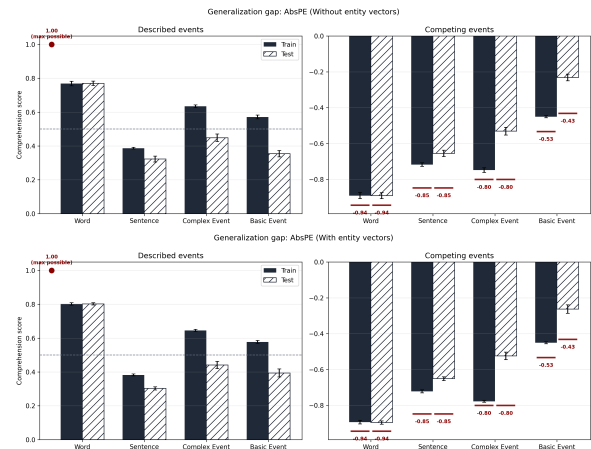 Generalization gap: AbsPE (Without entity vectors)
Described events
Competing events
1.00
(max possible)
Train
Test
Comprehension score
1.0
0.8
0.6
0.4
0.2
0.0
Word
Sentence
Complex Event
Basic Event
0.0
−0.2
−0.4
−0.6
−0.8
-0.94
-0.94
-0.85
-0.85
-0.80
-0.80
-0.53
-0.43
Word
Sentence
Complex Event
Basic Event
Generalization gap: AbsPE (With entity vectors)
Described events
Competing events
1.00
(max possible)
Train
Test
Comprehension score
1.0
0.8
0.6
0.4
0.2
0.0
Word
Sentence
Complex Event
Basic Event
0.0
−0.2
−0.4
−0.6
−0.8
-0.94
-0.94
-0.85
-0.85
-0.80
-0.80
-0.53
-0.43
Word
Sentence
Complex Event
Basic Event